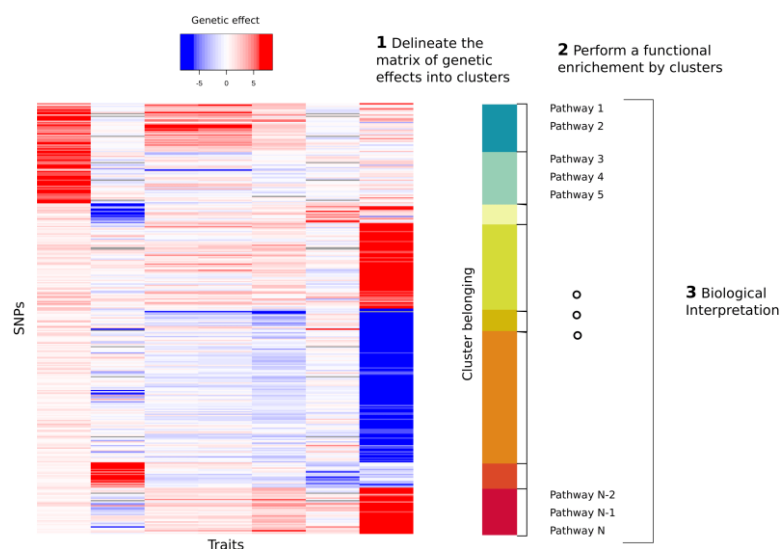 Genetic effect
-5 0 5
1 Delineate the
matrix of genetic
effects into clusters
2 Perform a functional
enrichement by clusters
Pathway 1
Pathway 2
Pathway 3
Pathway 4
Pathway 5
SNPs
Cluster belonging
3 Biological
Interpretation
Pathway N-2
Pathway N-1
Pathway N
Traits